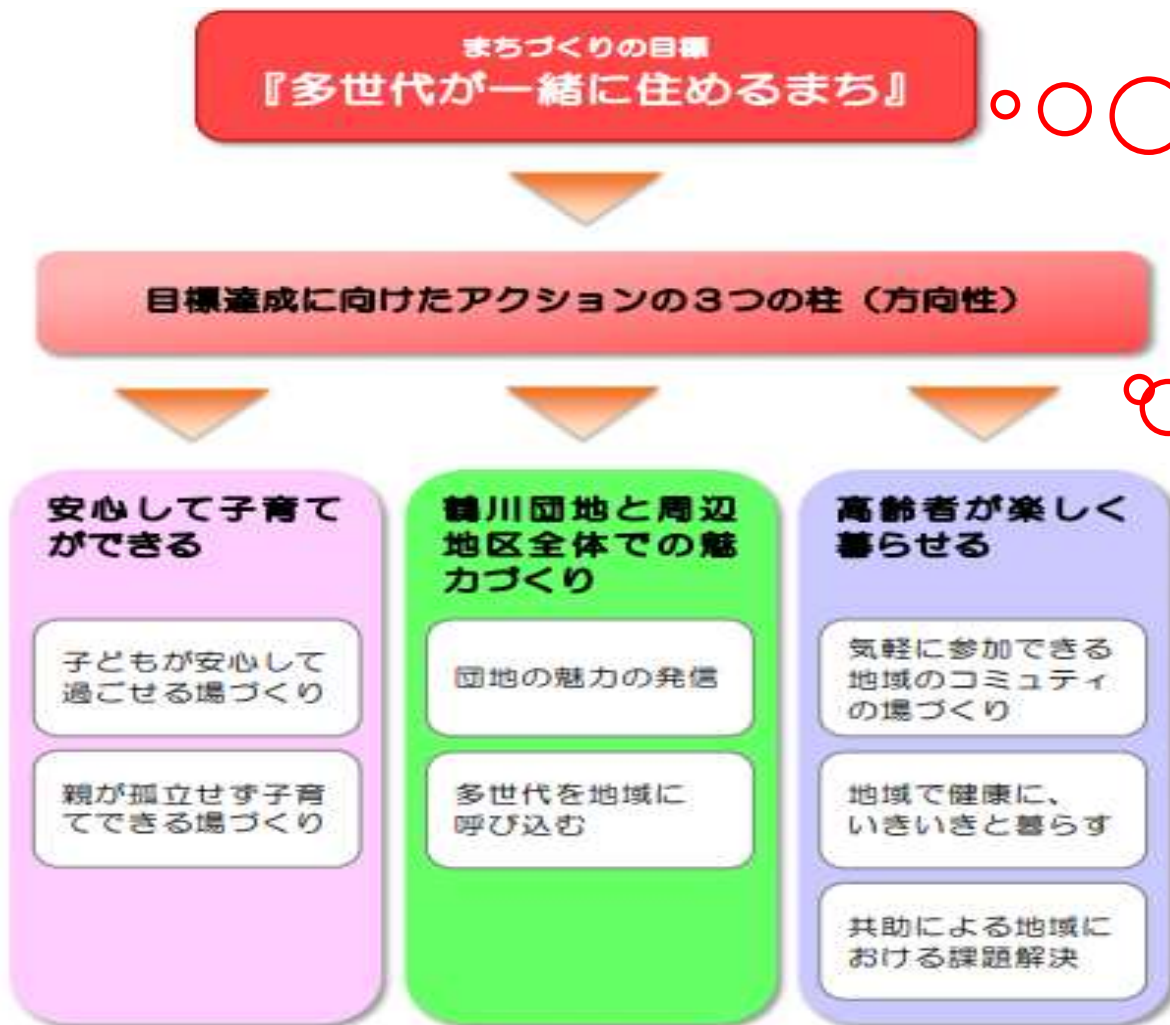 まちづくりの目標
『多世代が一緒に住めるまち』
目標達成に向けたアクションの3つの柱（方向性）
安心して子育て
ができる
子どもが安心して
過ごせる場づくり
親が孤立せず子育
てできる場づくり
鶴川団地と周辺
地区全体での魅
力づくり
団地の魅力の発信
多世代を地域に
呼び込む
高齢者が楽しく
暮らせる
気軽に参加できる
地域のコミュティ
の場づくり
地域で健康に、
いきいきと暮らす
共助による地域に
おける課題解決